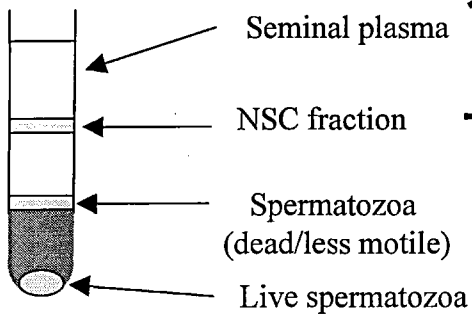 Seminal plasma
NSC fraction
Spermatozoa
(dead/less motile)
Live spermatozoa